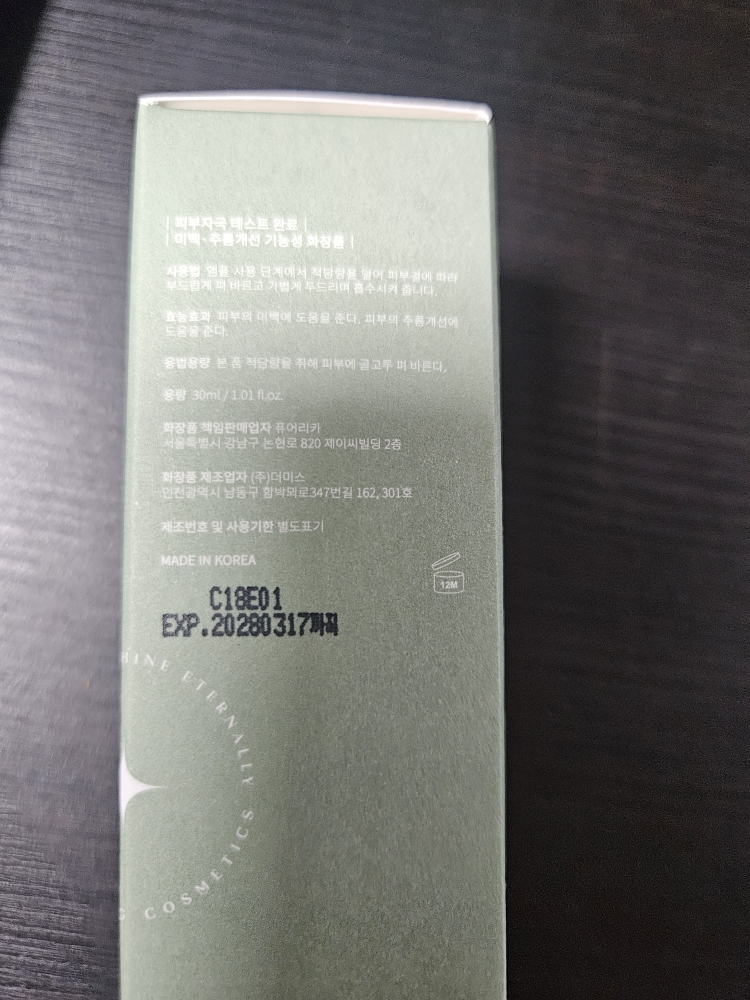 | 피부자극 테스트 완료 |
| 미백·주름개선 기능성 화장품 |
사용법 앰플 사용 단계에서 적당량을 덜어 피부결에 따라
부드럽게 펴 바르고 가볍게 두드리며 흡수시켜 줍니다.
효능효과 피부의 미백에 도움을 준다. 피부의 주름개선에
도움을 준다.
용법용량 본 품 적당량을 취해 피부에 골고루 펴 바른다.
용량 30ml / 1.01 fl.oz.
화장품 책임판매업자 퓨어리카
서울특별시 강남구 논현로 820 제이씨빌딩 2층
화장품 제조업자 (주)더미스
인천광역시 남동구 함박뫼로347번길 162, 301호
제조번호 및 사용기한 별도표기
MADE IN KOREA
12M
C18E01
EXP.20280317까지
HINE ETERNALLY
COSMETICS